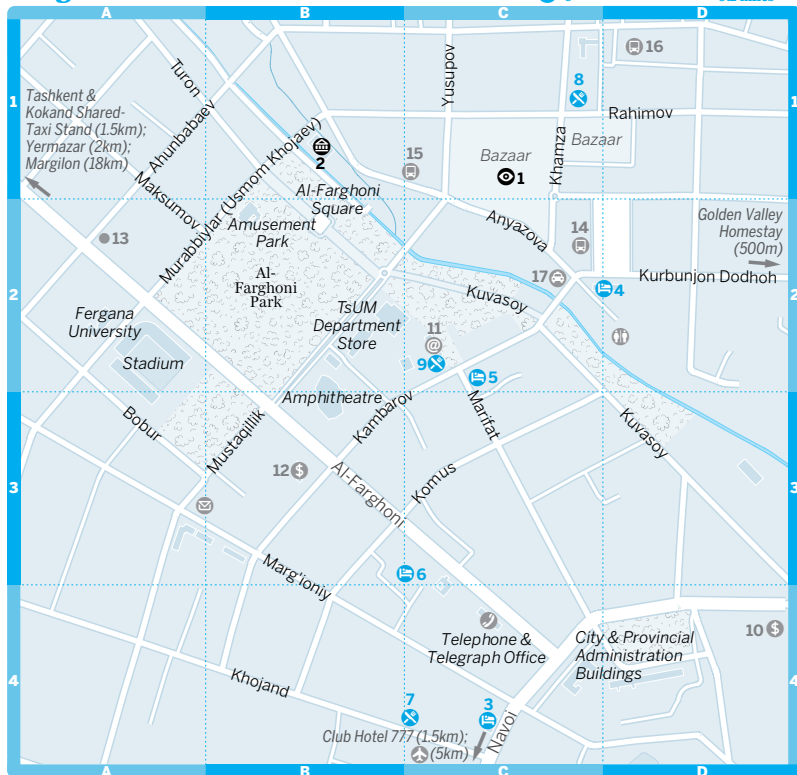 A
B
C
D
1
2
3
4
Tashkent &
Kokand Shared-
Taxi Stand (1.5km);
Yermazar (2km);
Margilon (18km)
Turon
Ahunbabaev
Maksumov
Murabbiylar (Usmom Khojaev)
2
Al-Farghoni
Square
Yusupov
8
16
Rahimov
Bazaar
Khamza
Bazaar
1
15
Anyazova
14
Golden Valley
Homestay
(500m)
Kurbunjon Dodhoh
17
4
13
Amusement
Park
Al-
Farghoni
Park
Fergana
University
Stadium
TsUM
Department
Store
Kuvasoy
11
@
9
5
Amphitheatre
Kambarov
Marifat
Kuvasoy
Bobur
Mustaqillik
12 $
Al-Farghoni
Komus
6
Marg'ioniy
Telephone &
Telegraph Office
City & Provincial
Administration
Buildings
10 $
Khojand
7
3
Club Hotel 777 (1.5km);
(5km)
Navoi
A
B
C
D
1
2
3
4